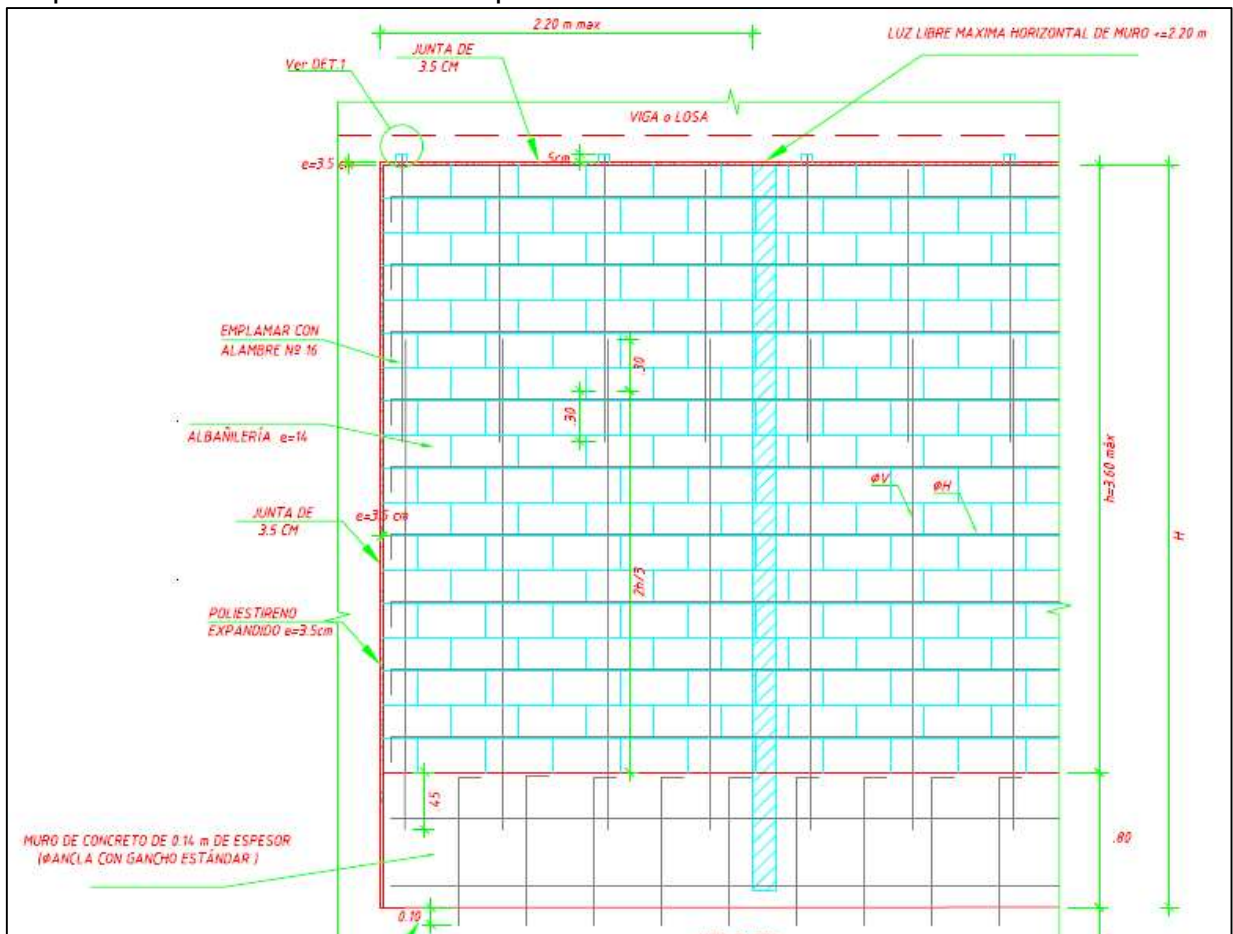 2.20 m max
LUZ LIBRE MAXIMA HORIZONTAL DE MURO <=2.20 m
JUNTA DE
3.5 CM
Ver DET.1
VIGA o LOSA
5cm
e=3.5 c
EMPLAMAR CON
ALAMBRE Nº 16
.30
.30
ALBAÑILERÍA e=14
h=3.60 máx
H
ØV
ØH
JUNTA DE
3.5 CM
e=3.5 cm
2h/3
POLIESTIRENO
EXPANDIDO e=3.5cm
.45
MURO DE CONCRETO DE 0.14 m DE ESPESOR
(ØANCLA CON GANCHO ESTÁNDAR )
.80
0.10